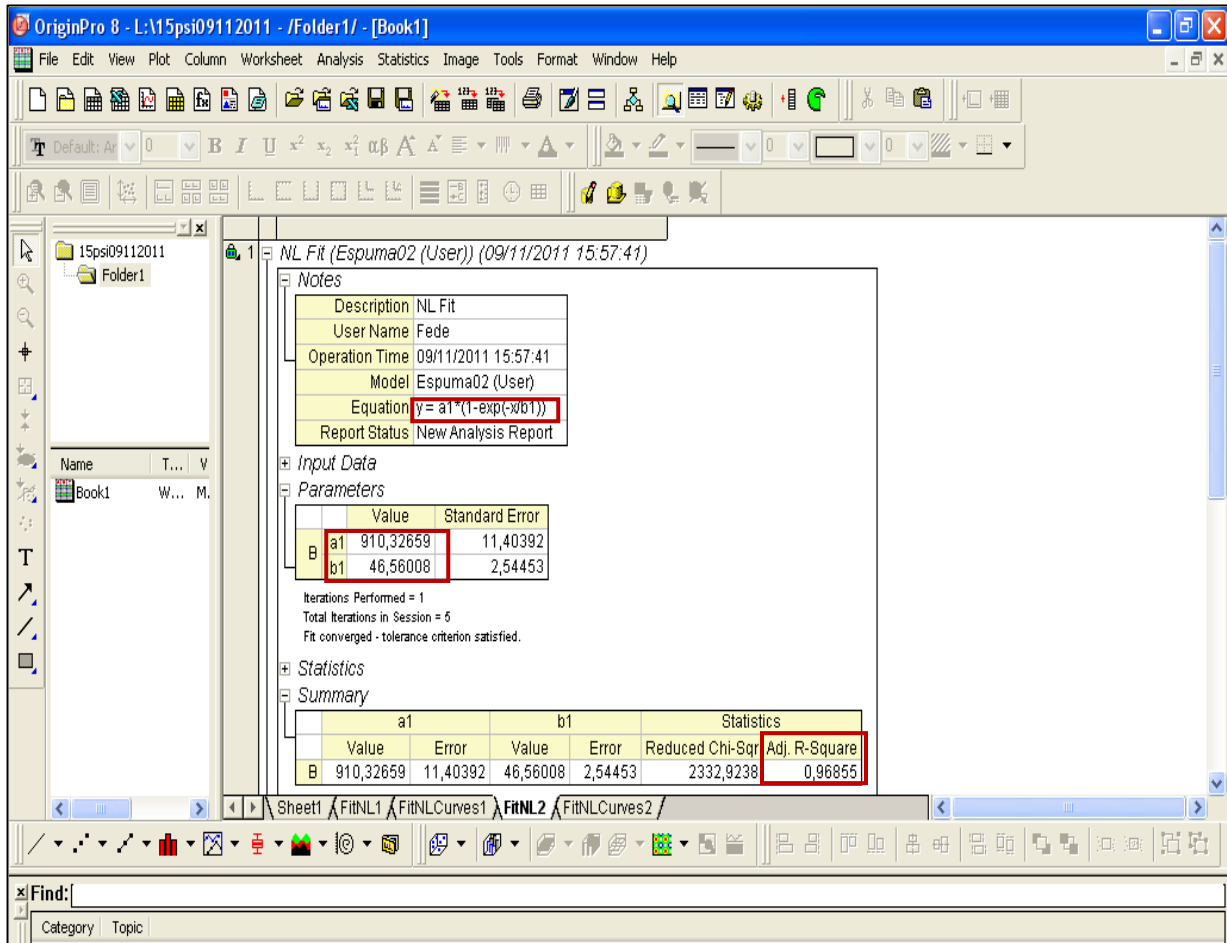 OriginPro 8 - L:\15psi09112011 - /Folder1/ - [Book1]
File Edit View Plot Column Worksheet Analysis Statistics Image Tools Format Window Help
Default: Ar 0 B I U x² x₂ x₁² αβ A A A 0 0
15psi09112011
Folder1
Name T... V
Book1 W... M.
1 NL Fit (Espuma02 (User)) (09/11/2011 15:57:41)
Notes
Description NL Fit
User Name Fede
Operation Time 09/11/2011 15:57:41
Model Espuma02 (User)
Equation y = a1*(1-exp(-x/b1))
Report Status New Analysis Report
Input Data
Parameters
Value Standard Error
B a1 910,32659 11,40392
b1 46,56008 2,54453
Iterations Performed = 1
Total Iterations in Session = 5
Fit converged - tolerance criterion satisfied.
Statistics
Summary
a1 b1 Statistics
Value Error Value Error Reduced Chi-Sqr Adj. R-Square
B 910,32659 11,40392 46,56008 2,54453 2332,9238 0,96855
Sheet1 FitNL1 FitNLCurves1 FitNL2 FitNLCurves2
Find:
Category Topic